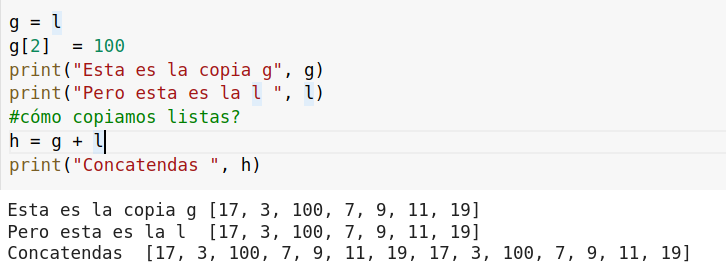 g = l
g[2]  = 100
print("Esta es la copia g", g)
print("Pero esta es la l ", l)
#cómo copiamos listas?
h = g + l
print("Concatendas ", h)
Esta es la copia g [17, 3, 100, 7, 9, 11, 19]
Pero esta es la l  [17, 3, 100, 7, 9, 11, 19]
Concatendas  [17, 3, 100, 7, 9, 11, 19, 17, 3, 100, 7, 9, 11, 19]